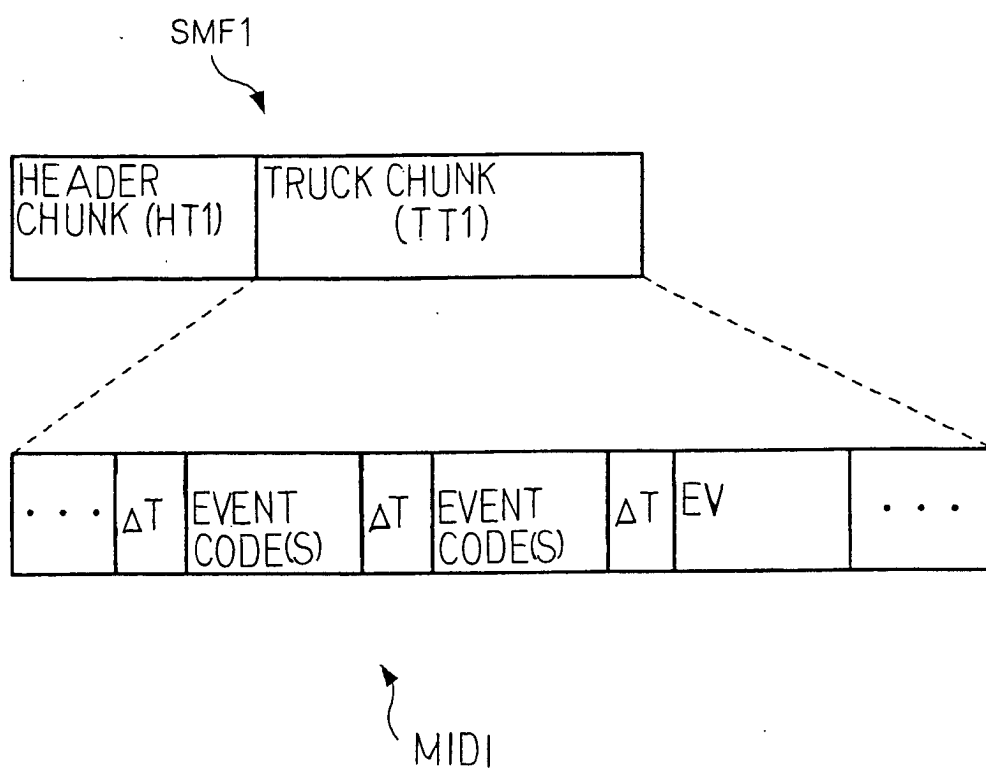 SMF1
HEADER
CHUNK (HT1)
TRUCK CHUNK
(TT1)
· · ·
ΔT
EVENT
CODE(S)
ΔT
EVENT
CODE(S)
ΔT
EV
· · ·
MIDI